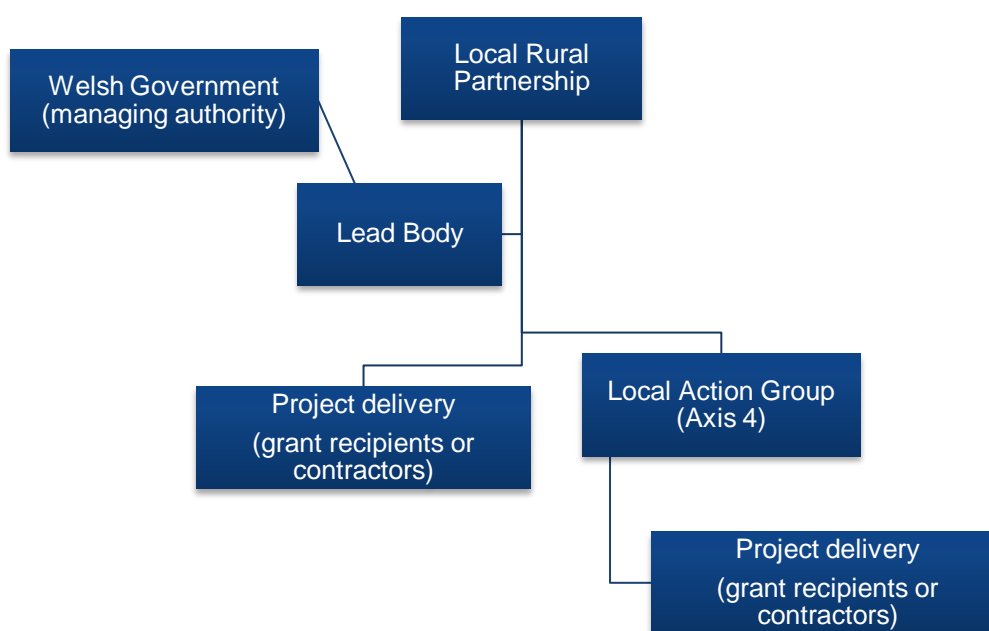 Local Rural
Partnership
Welsh Government
(managing authority)
Lead Body
Project delivery
(grant recipients or
contractors)
Local Action Group
(Axis 4)
Project delivery
(grant recipients or
contractors)